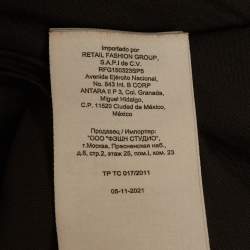 Importado por
RETAIL FASHION GROUP,
S.A.P.I de C.V.
RFG150323SP5
Avenida Ejército Nacional,
No. 843 Int. B CORP
ANTARA II P 3, Col. Granada,
Miguel Hidalgo,
C.P. 11520 Ciudad de México,
México
Продавец / Импортер:
ООО "ФЭШН СТУДИО",
г.Москва, Пресненская наб.,
д.8, стр.2, этаж 25, пом.I, ком. 23
ТР ТС 017/2011
05-11-2021